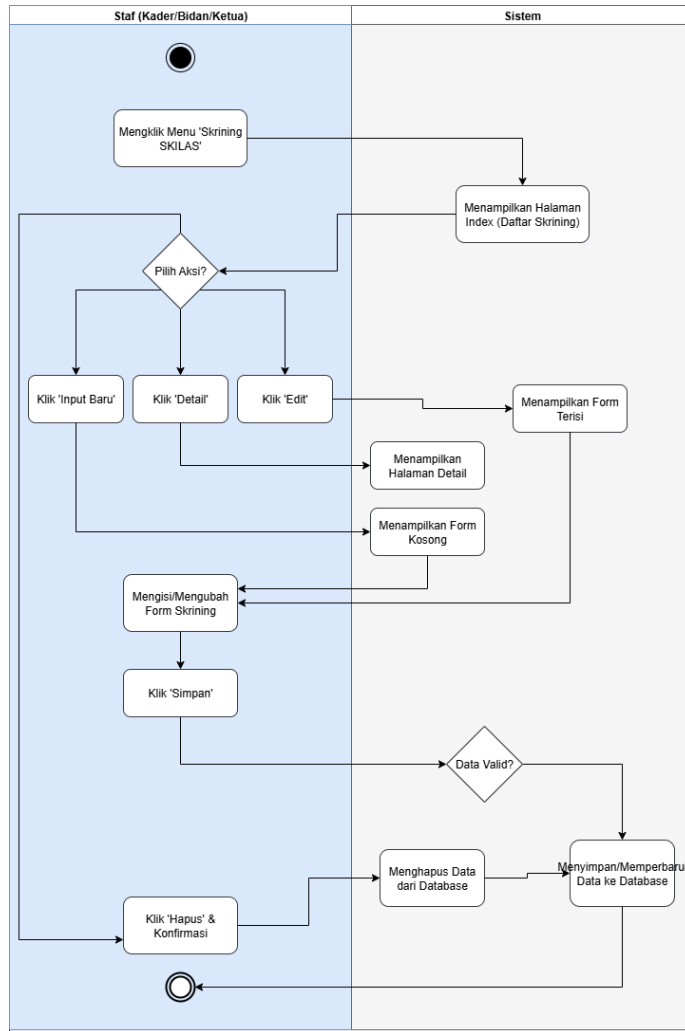 Staf (Kader/Bidan/Ketua)
Sistem
Mengklik Menu 'Skrining
SKILAS'
Menampilkan Halaman
Index (Daftar Skrining)
Pilih Aksi?
Klik 'Input Baru'
Klik 'Detail'
Klik 'Edit'
Menampilkan Form
Terisi
Menampilkan
Halaman Detail
Menampilkan Form
Kosong
Mengisi/Mengubah
Form Skrining
Klik 'Simpan'
Data Valid?
Menghapus Data
dari Database
Menyimpan/Memperbaru
Data ke Database
Klik 'Hapus' &
Konfirmasi